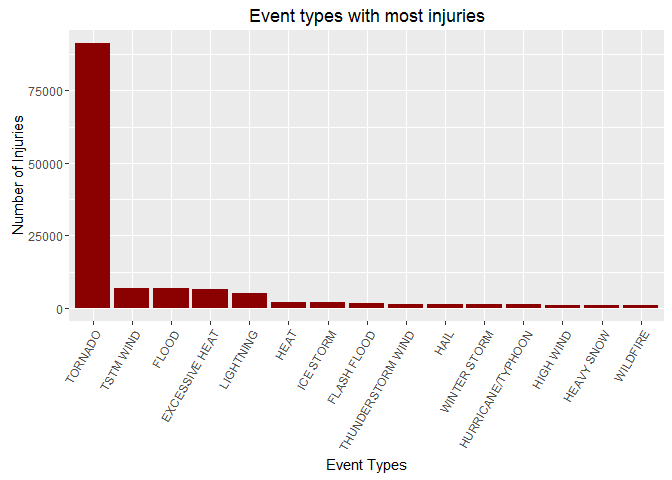 Event types with most injuries
Number of Injuries
75000
50000
25000
0
TORNADO
TSTM WIND
FLOOD
EXCESSIVE HEAT
LIGHTNING
HEAT
ICE STORM
FLASH FLOOD
THUNDERSTORM WIND
HAIL
WINTER STORM
HURRICANE/TYPHOON
HIGH WIND
HEAVY SNOW
WILDFIRE
Event Types